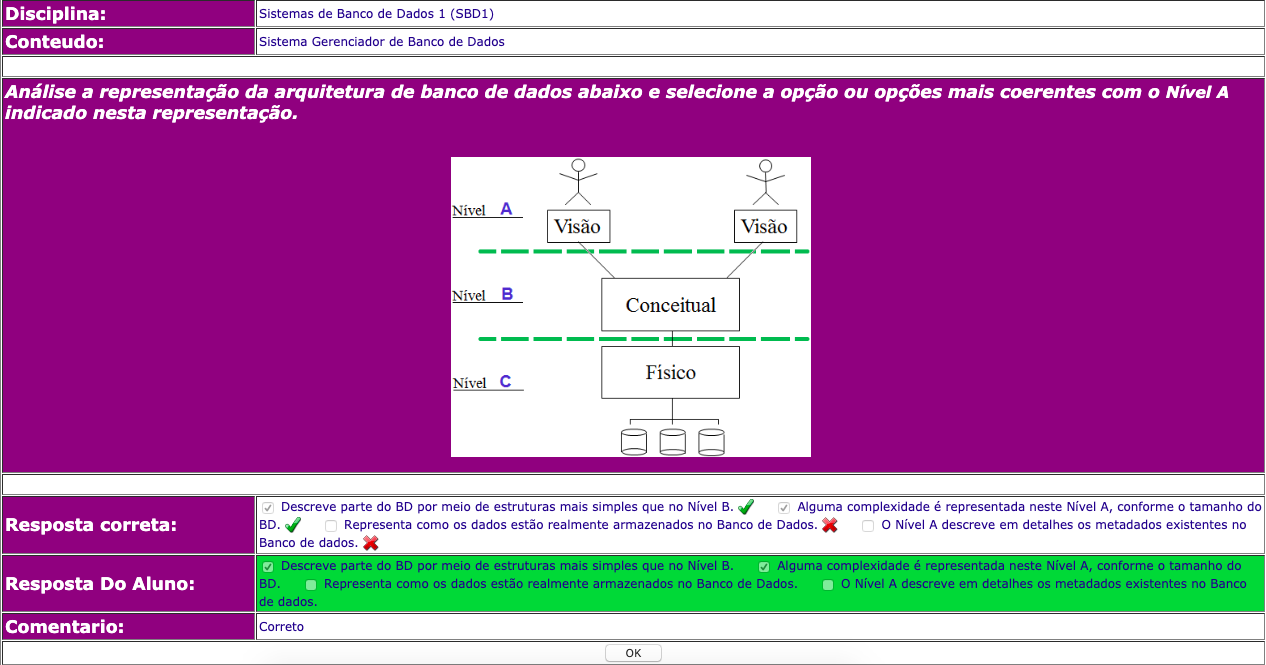 Disciplina: Sistemas de Banco de Dados 1 (SBD1)
Conteudo: Sistema Gerenciador de Banco de Dados
Análise a representação da arquitetura de banco de dados abaixo e selecione a opção ou opções mais coerentes com o Nível A
indicado nesta representação.
Nível A
Visão Visão
Nível B
Conceitual
Nível C
Físico
Resposta correta:
Descreve parte do BD por meio de estruturas mais simples que no Nível B. Alguma complexidade é representada neste Nível A, conforme o tamanho do
BD. Representa como os dados estão realmente armazenados no Banco de Dados. O Nível A descreve em detalhes os metadados existentes no
Banco de dados.
Resposta Do Aluno:
Descreve parte do BD por meio de estruturas mais simples que no Nível B. Alguma complexidade é representada neste Nível A, conforme o tamanho do
BD. Representa como os dados estão realmente armazenados no Banco de Dados. O Nível A descreve em detalhes os metadados existentes no Banco
de dados.
Comentario: Correto
OK